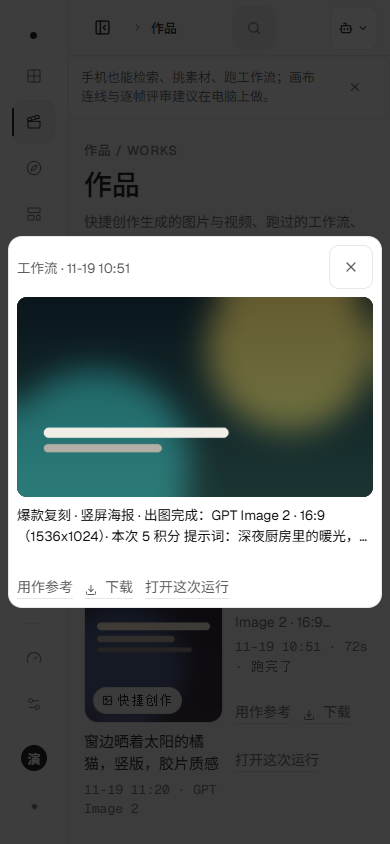 作品
手机也能检索、挑素材、跑工作流；画布
连线与逐帧评审建议在电脑上做。
作品 / WORKS
作品
快捷创作生成的图片与视频、跑过的工作流、
工作流 · 11-19 10:51
爆款复刻 · 竖屏海报 · 出图完成：GPT Image 2 · 16:9
（1536x1024）· 本次 5 积分 提示词：深夜厨房里的暖光，…
用作参考 下载 打开这次运行
Image 2 · 16:9…
11-19 10:51 · 72s
· 跑完了
用作参考 下载
打开这次运行
快捷创作
窗边晒着太阳的橘
猫，竖版，胶片质感
11-19 11:20 · GPT
Image 2
演